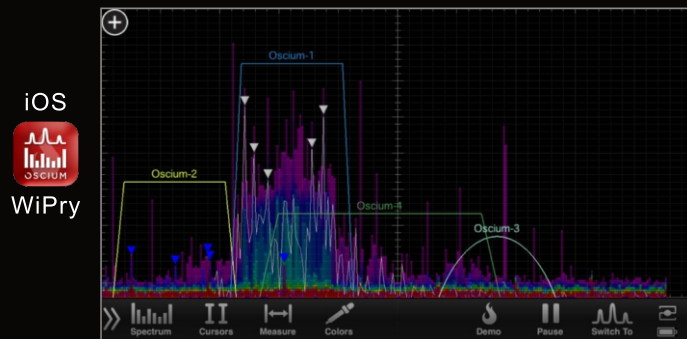 iOS
OSCIUM
WiPry
Oscium-1
Oscium-2
Oscium-4
Oscium-3
Spectrum
Cursors
Measure
Colors
Demo
Pause
Switch To